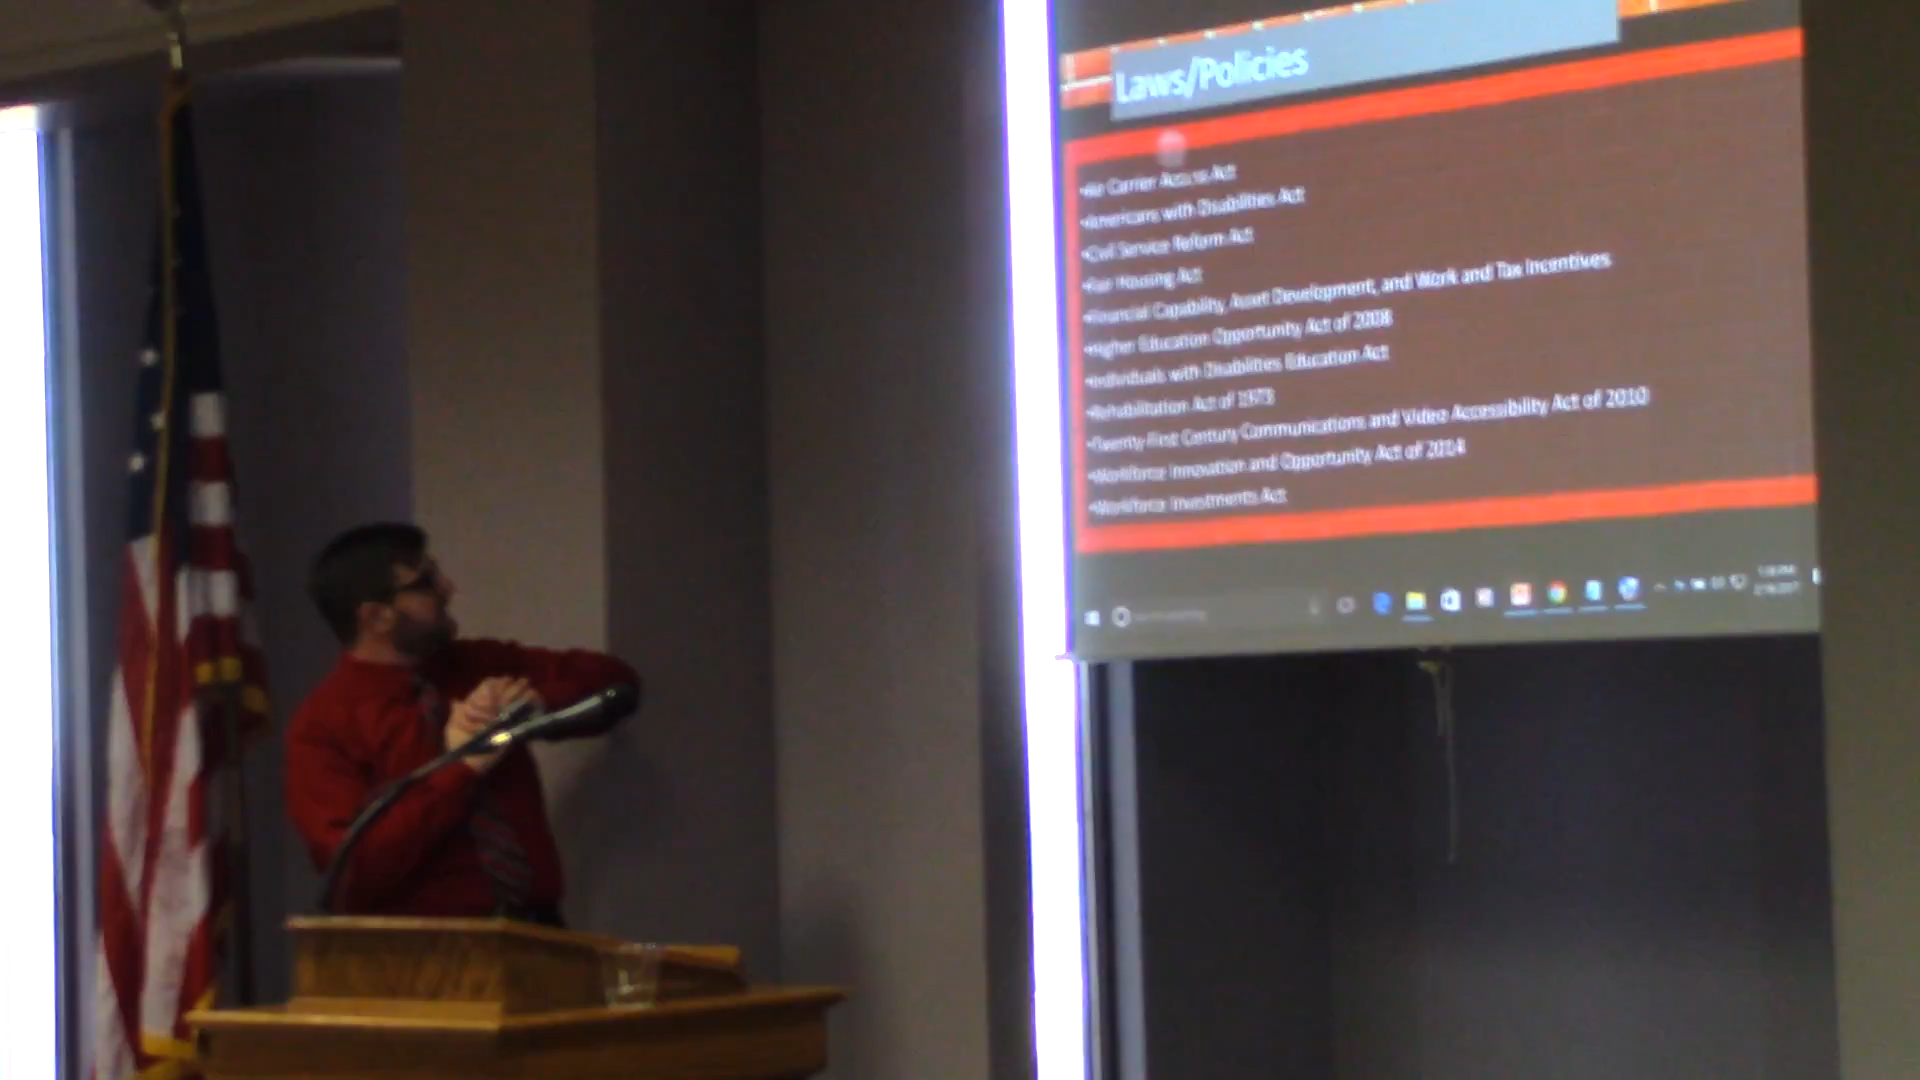 Laws/Policies
•Air Carrier Access Act
•Americans with Disabilities Act
•Civil Service Reform Act
•Fair Housing Act
•Financial Capability, Asset Development, and Work and Tax Incentives
•Higher Education Opportunity Act of 2008
•Individuals with Disabilities Education Act
•Rehabilitation Act of 1973
•Twenty-First Century Communications and Video Accessibility Act of 2010
•Workforce Innovation and Opportunity Act of 2014
•Workforce Investments Act